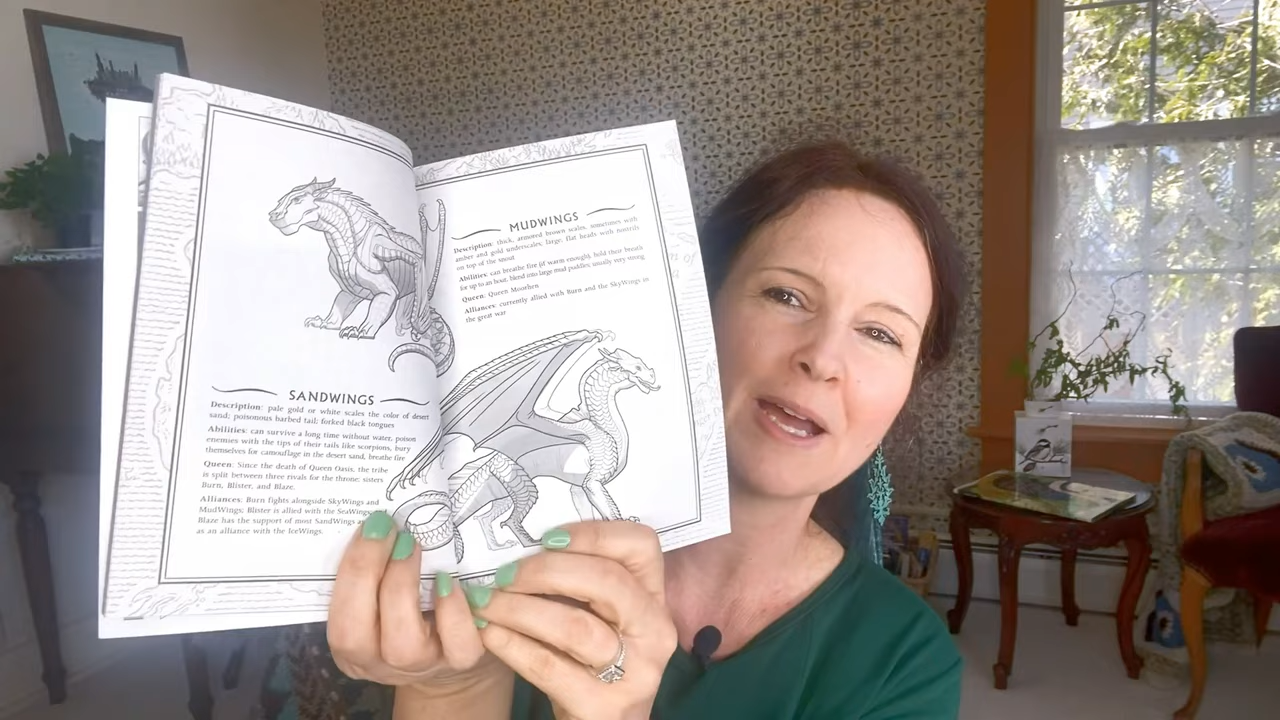 SANDWINGS
Description: pale gold or white scales the color of desert
sand; poisonous barbed tail; forked black tongues
Abilities: can survive a long time without water, poison
enemies with the tips of their tails like scorpions, bury
themselves for camouflage in the desert sand, breathe fire
Queen: Since the death of Queen Oasis, the tribe
is split between three rivals for the throne: sisters
Burn, Blister, and Blaze.
Alliances: Burn fights alongside SkyWings and
MudWings; Blister is allied with the SeaWings;
Blaze has the support of most SandWings
as an alliance with the IceWings.
MUDWINGS
Description: thick, armored brown scales, sometimes with
amber and gold underscales; large, flat heads with nostrils
on top of the snout
Abilities: can breathe fire (if warm enough), hold their breath
for up to an hour, blend into large mud puddles; usually very strong
Queen: Queen Moorhen
Alliances: currently allied with Burn and the SkyWings in
the great war